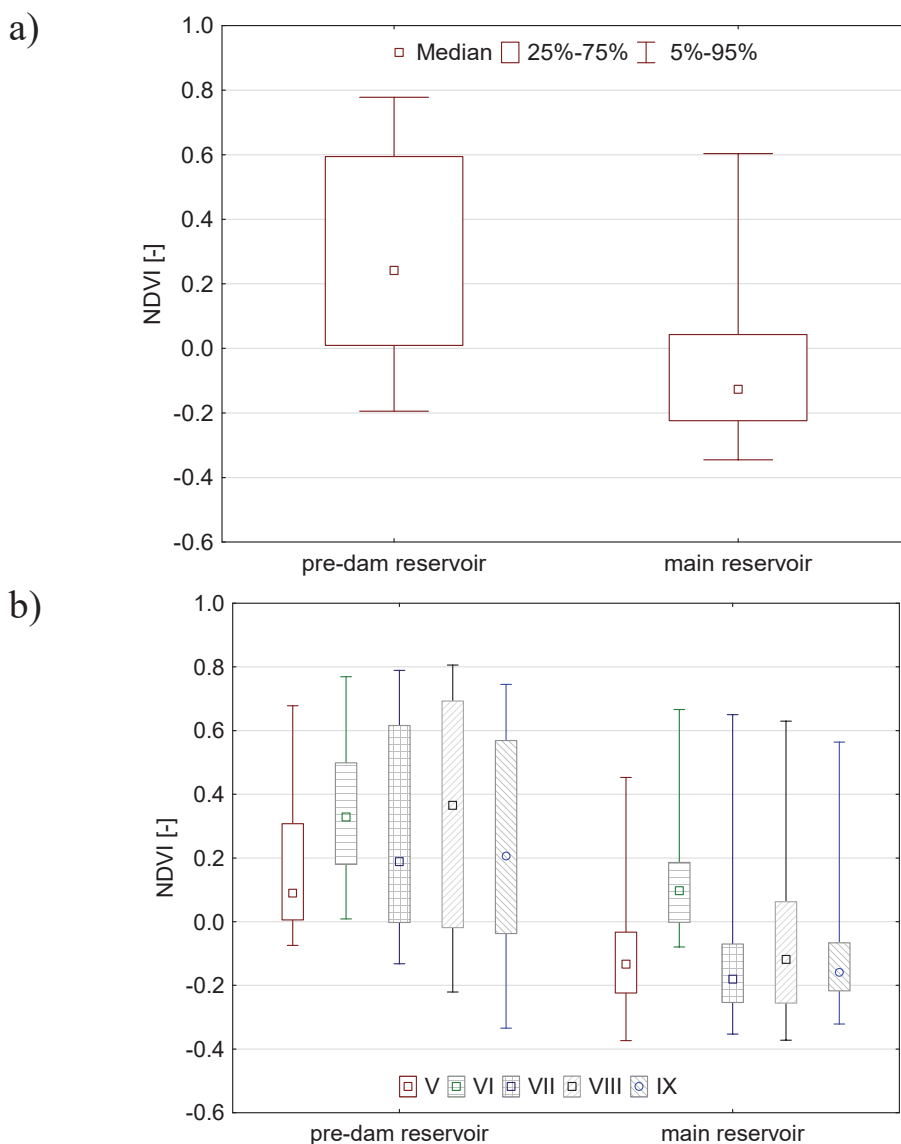 a)
1.0
Median 25%-75% 5%-95%
0.8
0.6
0.4
0.2
0.0
-0.2
-0.4
-0.6
NDVI [-]
pre-dam reservoir main reservoir
b)
1.0
0.8
0.6
0.4
0.2
0.0
-0.2
-0.4
-0.6
NDVI [-]
V VI VII VIII IX
pre-dam reservoir main reservoir